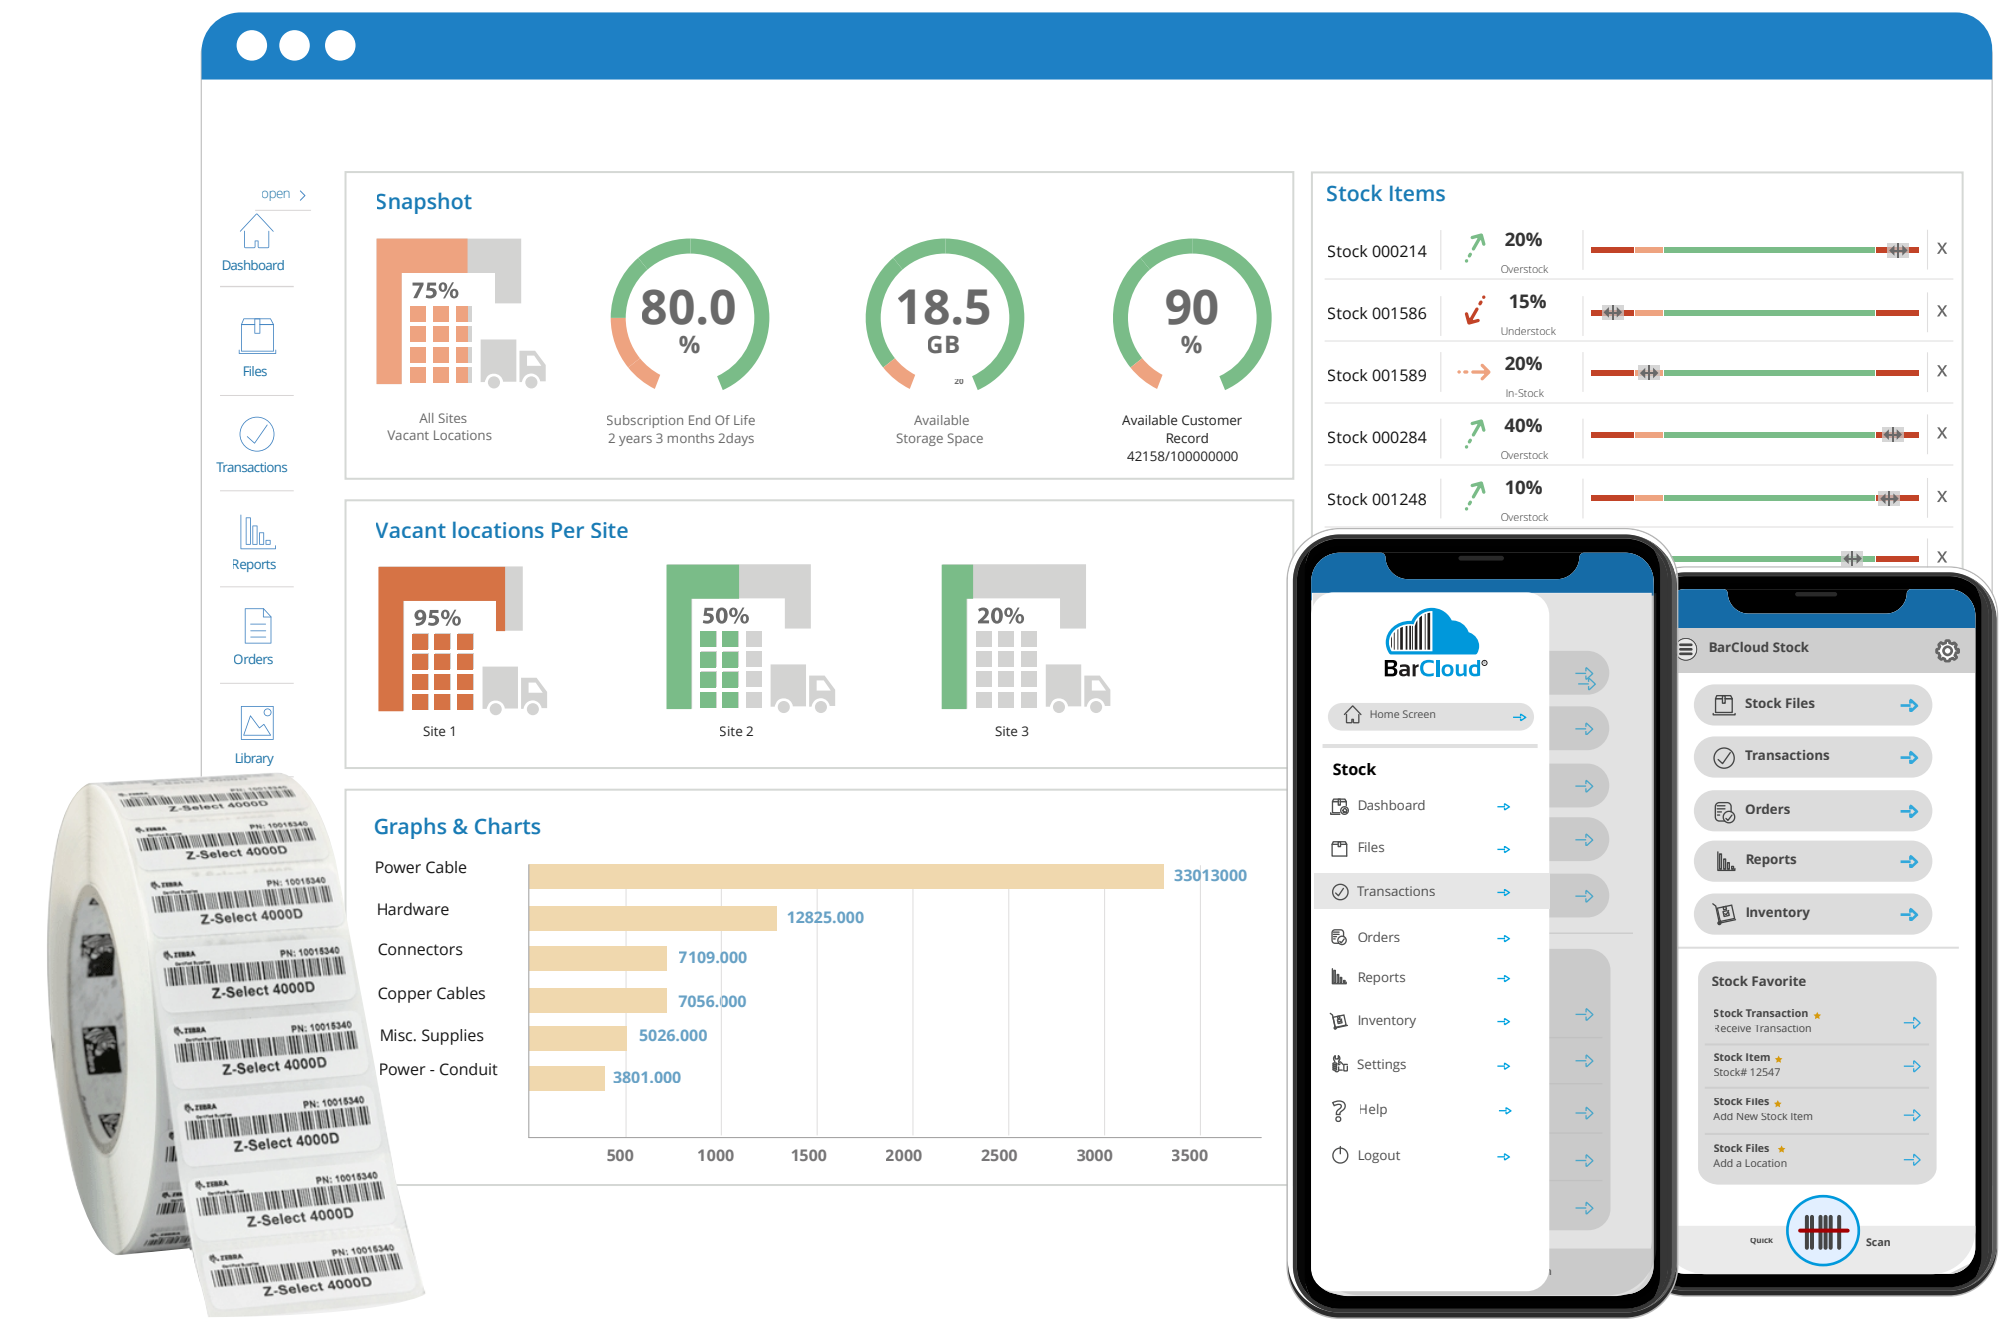 open >
Dashboard
Files
Transactions
Reports
Orders
Library
Snapshot
75%
All Sites
Vacant Locations
80.0
%
Subscription End Of Life
2 years 3 months 2days
18.5
GB
20
Available
Storage Space
90
%
Available Customer
Record
42158/100000000
Stock Items
Stock 000214
20%
Overstock
X
Stock 001586
15%
Understock
X
Stock 001589
20%
In-Stock
X
Stock 000284
40%
Overstock
X
Stock 001248
10%
Overstock
X
X
Vacant locations Per Site
95%
Site 1
50%
Site 2
20%
Site 3
Graphs & Charts
Power Cable
33013000
Hardware
12825.000
Connectors
7109.000
Copper Cables
7056.000
Misc. Supplies
5026.000
Power - Conduit
3801.000
500 1000 1500 2000 2500 3000 3500
Z-Select 4000D
ZEBRA PN: 10015340
Z-Select 4000D
ZEBRA PN: 10015340
Z-Select 4000D
ZEBRA PN: 10015340
Z-Select 4000D
ZEBRA PN: 10015340
Z-Select 4000D
ZEBRA PN: 10015340
Z-Select 4000D
ZEBRA PN: 10015340
Z-Select 4000D
ZEBRA PN: 10015340
Z-Select 4000D
BarCloud®
Home Screen
Stock
Dashboard
Files
Transactions
Orders
Reports
Inventory
Settings
Help
Logout
BarCloud Stock
Stock Files
Transactions
Orders
Reports
Inventory
Stock Favorite
Stock Transaction
Receive Transaction
Stock Item
Stock# 12547
Stock Files
Add New Stock Item
Stock Files
Add a Location
Quick Scan